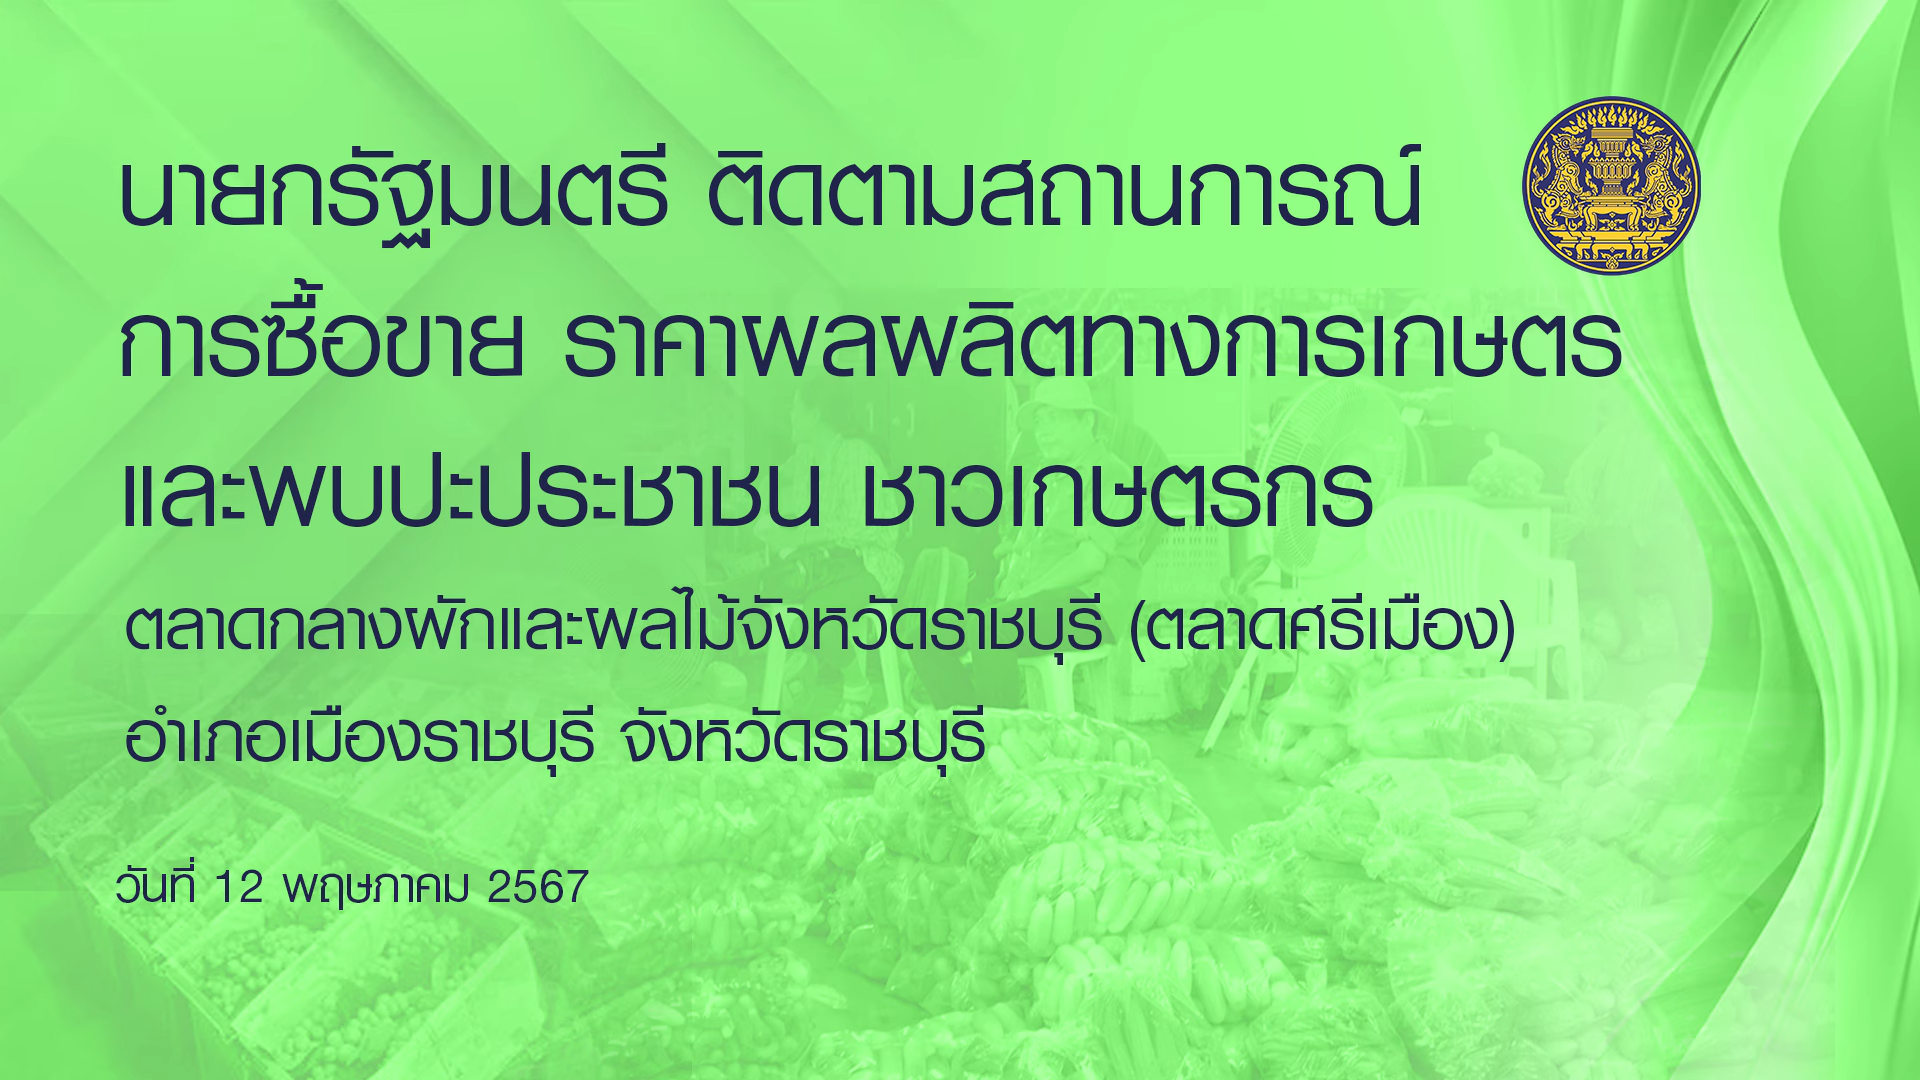 นายกรัฐมนตรี ติดตามสถานการณ์
การซื้อขาย ราคาผลผลิตทางการเกษตร
และพบปะประชาชน ชาวเกษตรกร
ตลาดกลางผักและผลไม้จังหวัดราชบุรี (ตลาดศรีเมือง)
อำเภอเมืองราชบุรี จังหวัดราชบุรี
วันที่ 12 พฤษภาคม 2567